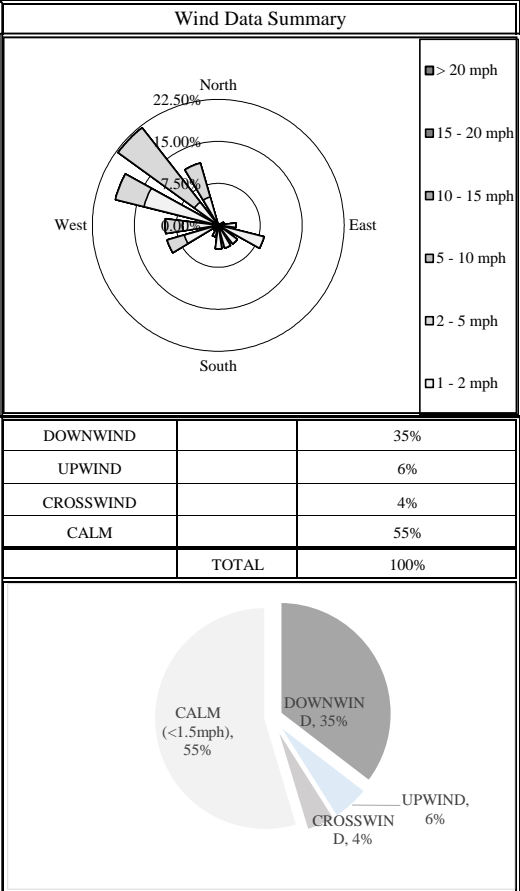 Wind Data Summary
North
22.50%
15.00%
7.50%
0.00%
West
East
South
> 20 mph
15 - 20 mph
10 - 15 mph
5 - 10 mph
2 - 5 mph
1 - 2 mph
DOWNWIND 35%
UPWIND 6%
CROSSWIND 4%
CALM 55%
TOTAL 100%
DOWNWIN
D, 35%
CALM
(<1.5mph),
55%
UPWIND,
6%
CROSSWIN
D, 4%